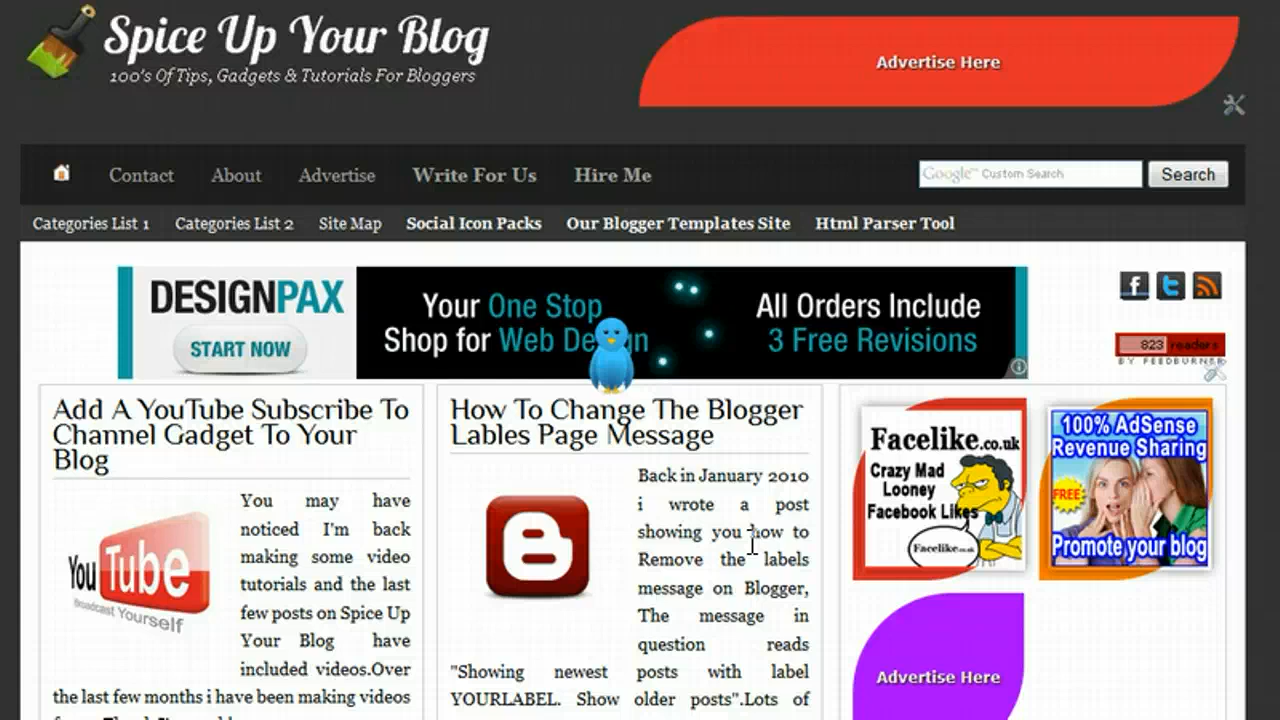 Spice Up Your Blog
100's Of Tips, Gadgets & Tutorials For Bloggers
Advertise Here
Contact About Advertise Write For Us Hire Me
Google™ Custom Search Search
Categories List 1 Categories List 2 Site Map Social Icon Packs Our Blogger Templates Site Html Parser Tool
DESIGNPAX
START NOW
Your One Stop
Shop for Web Design
All Orders Include
3 Free Revisions
823 readers
BY FEEDBURNER
Add A YouTube Subscribe To
Channel Gadget To Your
Blog
You Tube
Broadcast Yourself
You may have
noticed I'm back
making some video
tutorials and the last
few posts on Spice Up
Your Blog have
included videos.Over
the last few months i have been making videos
How To Change The Blogger
Lables Page Message
Back in January 2010
i wrote a post
showing you how to
Remove the labels
message on Blogger,
The message in
question reads
"Showing newest posts with label
YOURLABEL. Show older posts".Lots of
Facelike.co.uk
Crazy Mad
Looney
Facebook Likes
Facelike.co.uk
100% AdSense
Revenue Sharing
FREE
Promote your blog
Advertise Here